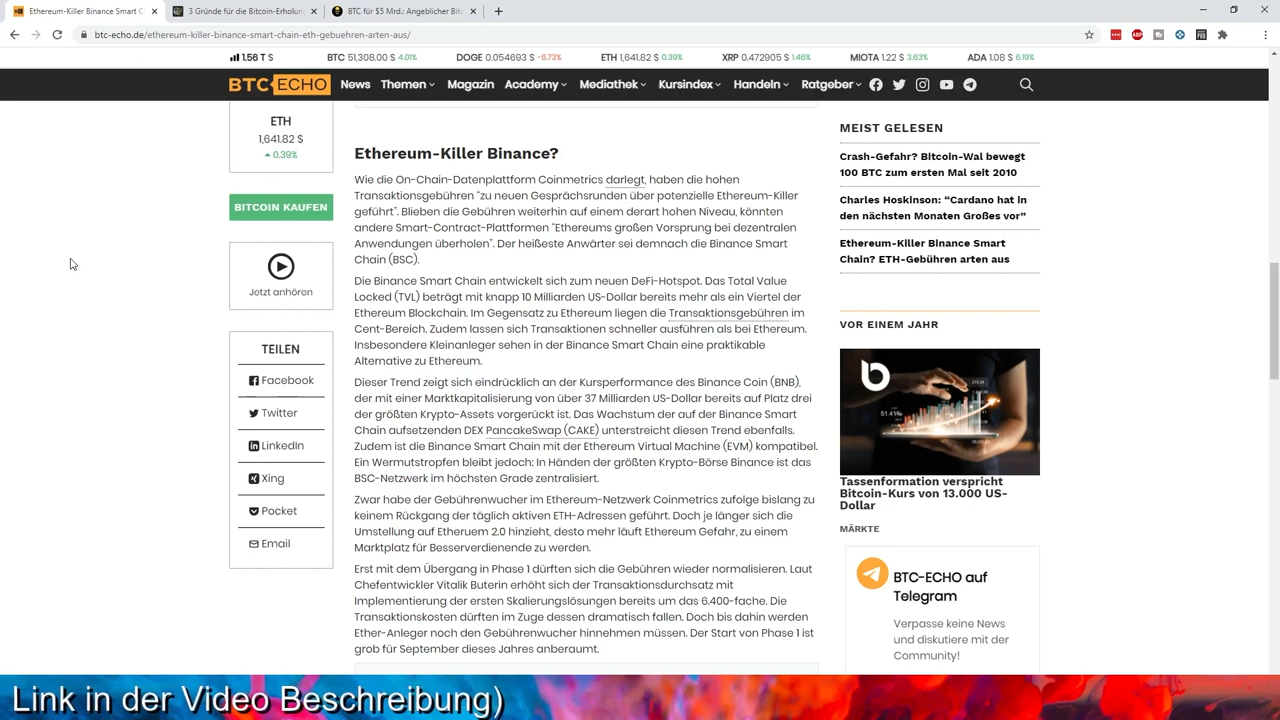 Ethereum-Killer Binance Smart C
3 Gründe für die Bitcoin-Erholun
BTC für $5 Mrd.: Angeblicher Bit
btc-echo.de/ethereum-killer-binance-smart-chain-eth-gebuehren-arten-aus/
1.56 T $ BTC 51,308.00 $ 4.01% DOGE 0.054693 $ -6.73% ETH 1,641.82 $ 0.39% XRP 0.472905 $ 1.46% MIOTA 1.22 $ 3.63% ADA 1.08 $ 6.19%
BTC-ECHO News Themen Magazin Academy Mediathek Kursindex Handeln Ratgeber
ETH
1,641.82 $
0.39%
BITCOIN KAUFEN
Jetzt anhören
TEILEN
Facebook
Twitter
LinkedIn
Xing
Pocket
Email
Ethereum-Killer Binance?
Wie die On-Chain-Datenplattform Coinmetrics darlegt, haben die hohen
Transaktionsgebühren "zu neuen Gesprächsrunden über potenzielle Ethereum-Killer
geführt". Blieben die Gebühren weiterhin auf einem derart hohen Niveau, könnten
andere Smart-Contract-Plattformen "Ethereums großen Vorsprung bei dezentralen
Anwendungen überholen". Der heißeste Anwärter sei demnach die Binance Smart
Chain (BSC).
Die Binance Smart Chain entwickelt sich zum neuen DeFi-Hotspot. Das Total Value
Locked (TVL) beträgt mit knapp 10 Milliarden US-Dollar bereits mehr als ein Viertel der
Ethereum Blockchain. Im Gegensatz zu Ethereum liegen die Transaktionsgebühren im
Cent-Bereich. Zudem lassen sich Transaktionen schneller ausführen als bei Ethereum.
Insbesondere Kleinanleger sehen in der Binance Smart Chain eine praktikable
Alternative zu Ethereum.
Dieser Trend zeigt sich eindrücklich an der Kursperformance des Binance Coin (BNB),
der mit einer Marktkapitalisierung von über 37 Milliarden US-Dollar bereits auf Platz drei
der größten Krypto-Assets vorgerückt ist. Das Wachstum der auf der Binance Smart
Chain aufsetzenden DEX PancakeSwap (CAKE) unterstreicht diesen Trend ebenfalls.
Zudem ist die Binance Smart Chain mit der Ethereum Virtual Machine (EVM) kompatibel.
Ein Wermutstropfen bleibt jedoch: In Händen der größten Krypto-Börse Binance ist das
BSC-Netzwerk im höchsten Grade zentralisiert.
Zwar habe der Gebührenwucher im Ethereum-Netzwerk Coinmetrics zufolge bislang zu
keinem Rückgang der täglich aktiven ETH-Adressen geführt. Doch je länger sich die
Umstellung auf Etheruem 2.0 hinzieht, desto mehr läuft Ethereum Gefahr, zu einem
Marktplatz für Besserverdienende zu werden.
Erst mit dem Übergang in Phase 1 dürften sich die Gebühren wieder normalisieren. Laut
Chefentwickler Vitalik Buterin erhöht sich der Transaktionsdurchsatz mit
Implementierung der ersten Skalierungslösungen bereits um das 6.400-fache. Die
Transaktionskosten dürften im Zuge dessen dramatisch fallen. Doch bis dahin werden
Ether-Anleger noch den Gebührenwucher hinnehmen müssen. Der Start von Phase 1 ist
grob für September dieses Jahres anberaumt.
MEIST GELESEN
Crash-Gefahr? Bitcoin-Wal bewegt
100 BTC zum ersten Mal seit 2010
Charles Hoskinson: “Cardano hat in
den nächsten Monaten Großes vor”
Ethereum-Killer Binance Smart
Chain? ETH-Gebühren arten aus
VOR EINEM JAHR
51.41%
Tassenformation verspricht
Bitcoin-Kurs von 13.000 US-
Dollar
MÄRKTE
BTC-ECHO auf
Telegram
Verpasse keine News
und diskutiere mit der
Community!
Link in der Video Beschreibung)